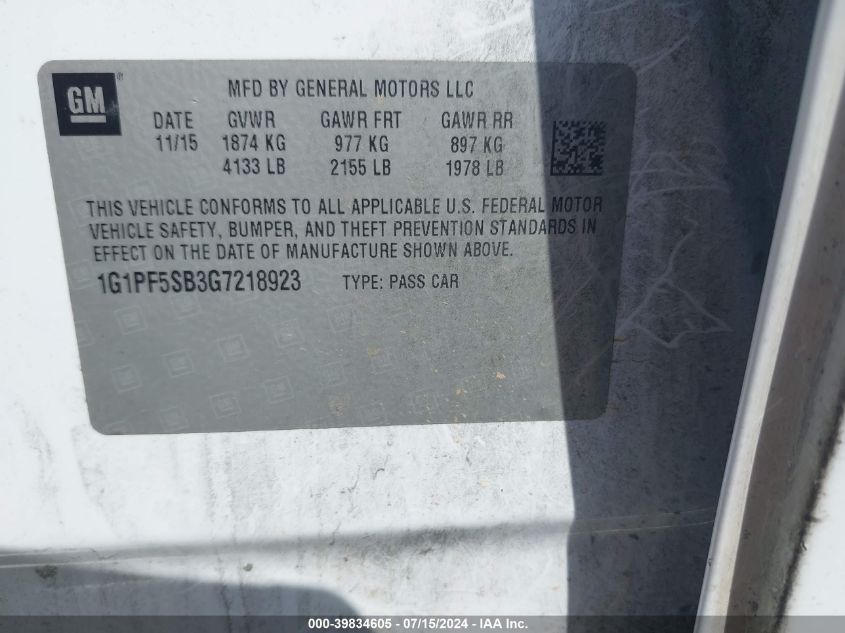 GM ®
MFD BY GENERAL MOTORS LLC
DATE GVWR GAWR FRT GAWR RR
11/15 1874 KG 977 KG 897 KG
4133 LB 2155 LB 1978 LB
THIS VEHICLE CONFORMS TO ALL APPLICABLE U.S. FEDERAL MOTOR
VEHICLE SAFETY, BUMPER, AND THEFT PREVENTION STANDARDS IN
EFFECT ON THE DATE OF MANUFACTURE SHOWN ABOVE.
1G1PF5SB3G7218923 TYPE: PASS CAR
000-39834605 - 07/15/2024 - IAA Inc.